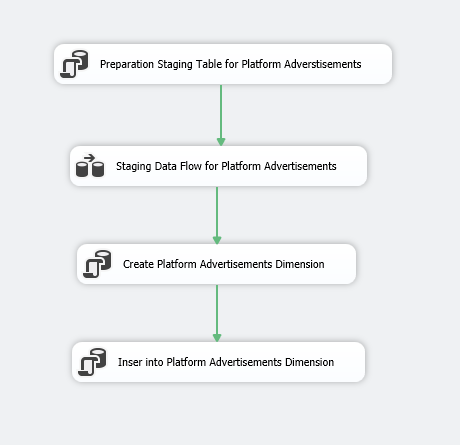 Preparation Staging Table for Platform Adverstisements
Staging Data Flow for Platform Advertisements
Create Platform Advertisements Dimension
Inser into Platform Advertisements Dimension